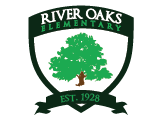 RIVER OAKS
ELEMENTARY
EST. 1928